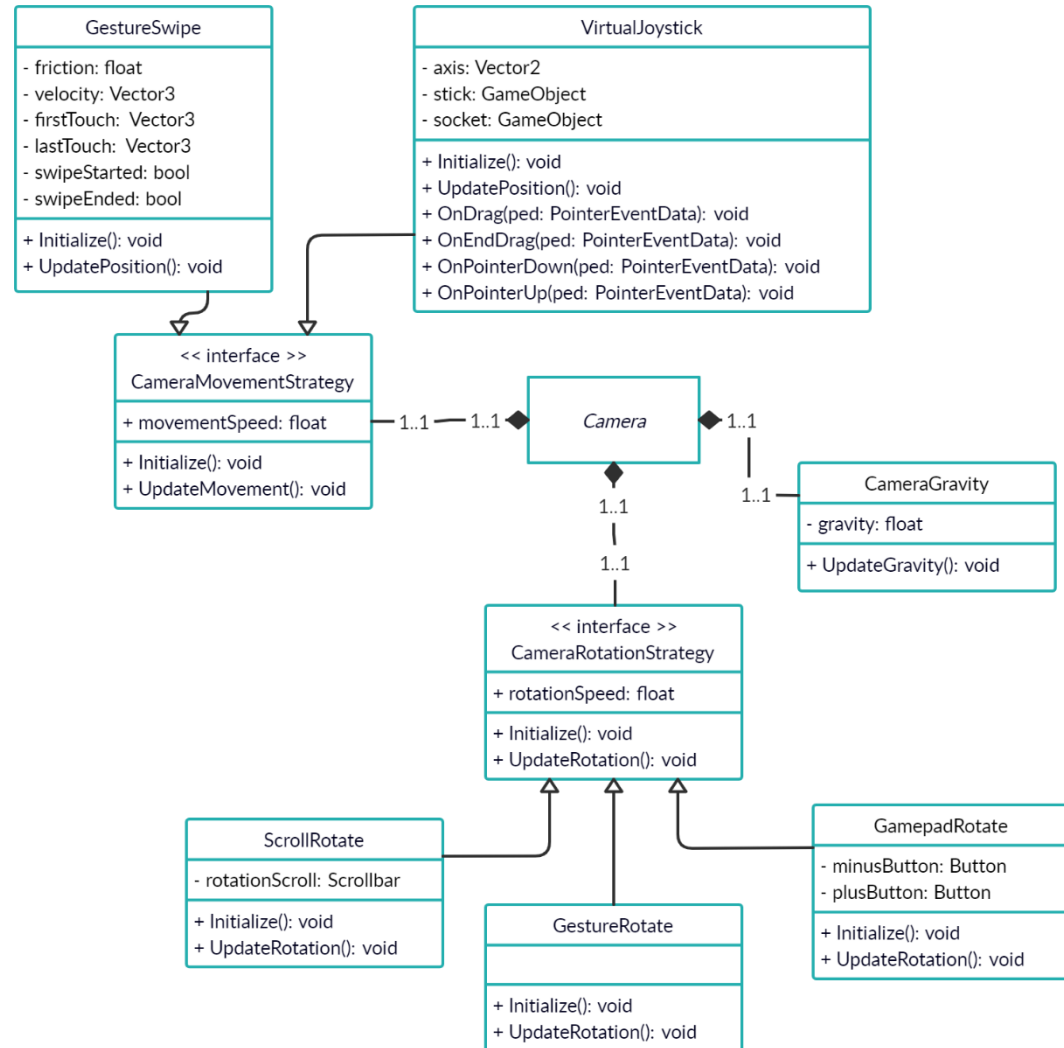 GestureSwipe
- friction: float
- velocity: Vector3
- firstTouch: Vector3
- lastTouch: Vector3
- swipeStarted: bool
- swipeEnded: bool
+ Initialize(): void
+ UpdatePosition(): void
VirtualJoystick
- axis: Vector2
- stick: GameObject
- socket: GameObject
+ Initialize(): void
+ UpdatePosition(): void
+ OnDrag(ped: PointerEventData): void
+ OnEndDrag(ped: PointerEventData): void
+ OnPointerDown(ped: PointerEventData): void
+ OnPointerUp(ped: PointerEventData): void
<< interface >>
CameraMovementStrategy
+ movementSpeed: float
+ Initialize(): void
+ UpdateMovement(): void
1..1
1..1
Camera
1..1
1..1
CameraGravity
- gravity: float
+ UpdateGravity(): void
1..1
1..1
<< interface >>
CameraRotationStrategy
+ rotationSpeed: float
+ Initialize(): void
+ UpdateRotation(): void
ScrollRotate
- rotationScroll: Scrollbar
+ Initialize(): void
+ UpdateRotation(): void
GestureRotate
+ Initialize(): void
+ UpdateRotation(): void
GamepadRotate
- minusButton: Button
- plusButton: Button
+ Initialize(): void
+ UpdateRotation(): void